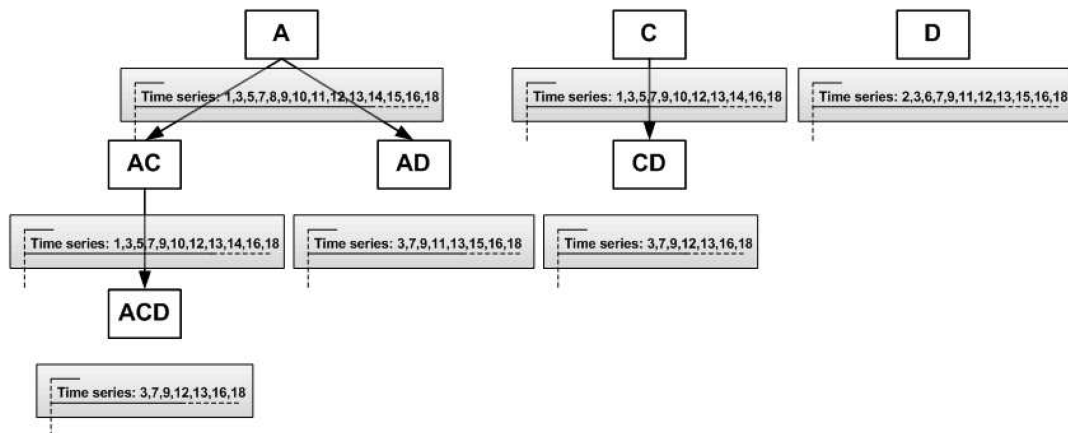 A
C
D
Time series: 1,3,5,7,8,9,10,11,12,13,14,15,16,18
Time series: 1,3,5,7,9,10,12,13,14,16,18
Time series: 2,3,6,7,9,11,12,13,15,16,18
AC
AD
CD
Time series: 1,3,5,7,9,10,12,13,14,16,18
Time series: 3,7,9,11,13,15,16,18
Time series: 3,7,9,12,13,16,18
ACD
Time series: 3,7,9,12,13,16,18